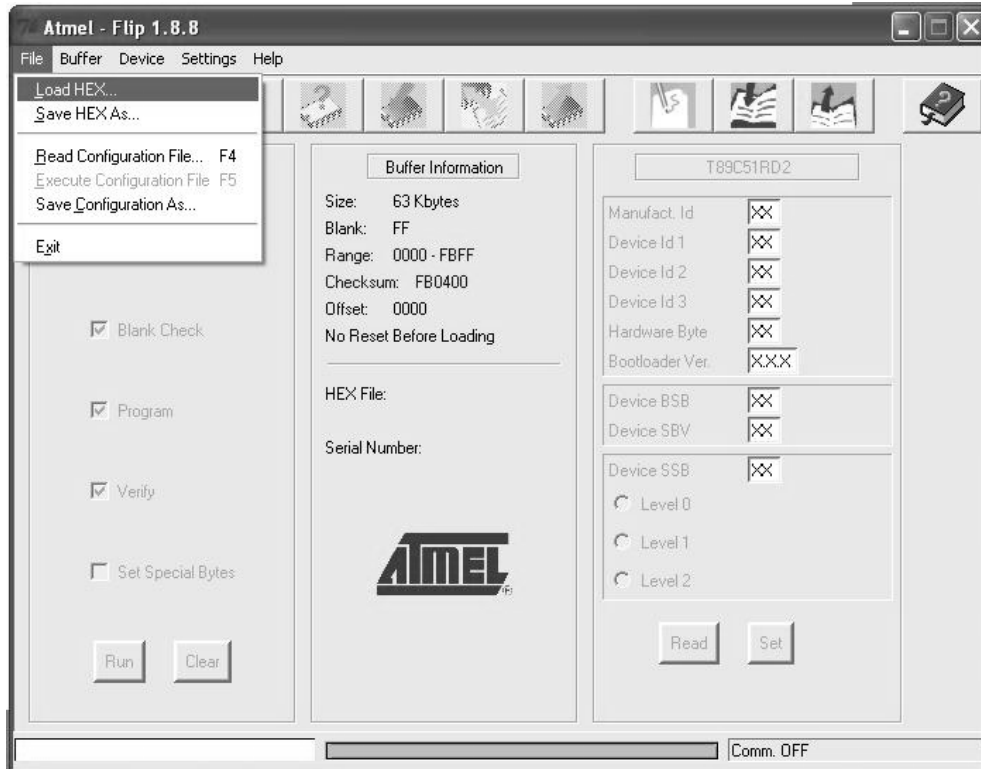 Atmel - Flip 1.8.8
File Buffer Device Settings Help
Load HEX...
Save HEX As...
Read Configuration File... F4
Execute Configuration File F5
Save Configuration As...
Exit
Blank Check
Program
Verify
Set Special Bytes
Run Clear
Buffer Information
Size: 63 Kbytes
Blank: FF
Range: 0000 - FBFF
Checksum: FB0400
Offset: 0000
No Reset Before Loading
HEX File:
Serial Number:
ATMEL ®
T89C51RD2
Manufact. Id XX
Device Id 1 XX
Device Id 2 XX
Device Id 3 XX
Hardware Byte XX
Bootloader Ver. X.X.X
Device BSB XX
Device SBV XX
Device SSB XX
Level 0
Level 1
Level 2
Read Set
Comm. OFF